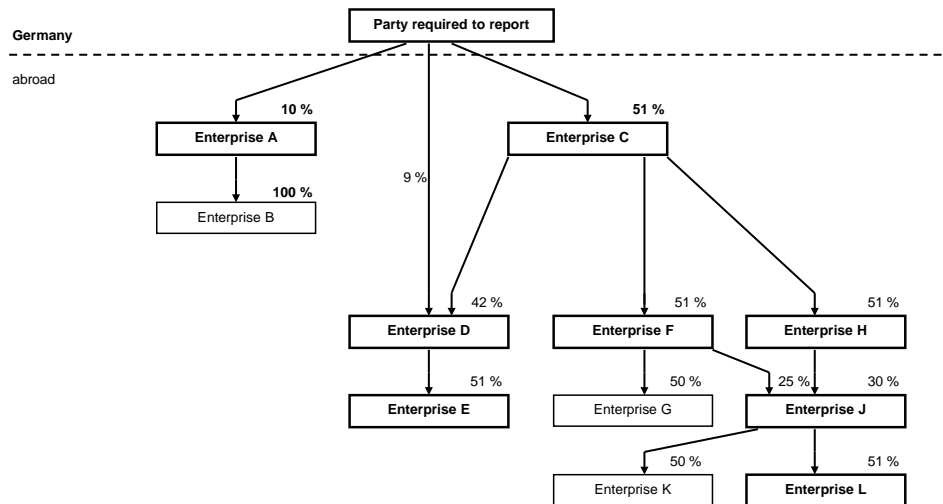 Party required to report
Germany
abroad
10 %
51 %
Enterprise A
Enterprise C
9 %
100 %
Enterprise B
42 %
51 %
51 %
Enterprise D
Enterprise F
Enterprise H
51 %
50 %
25 %
30 %
Enterprise E
Enterprise G
Enterprise J
50 %
51 %
Enterprise K
Enterprise L